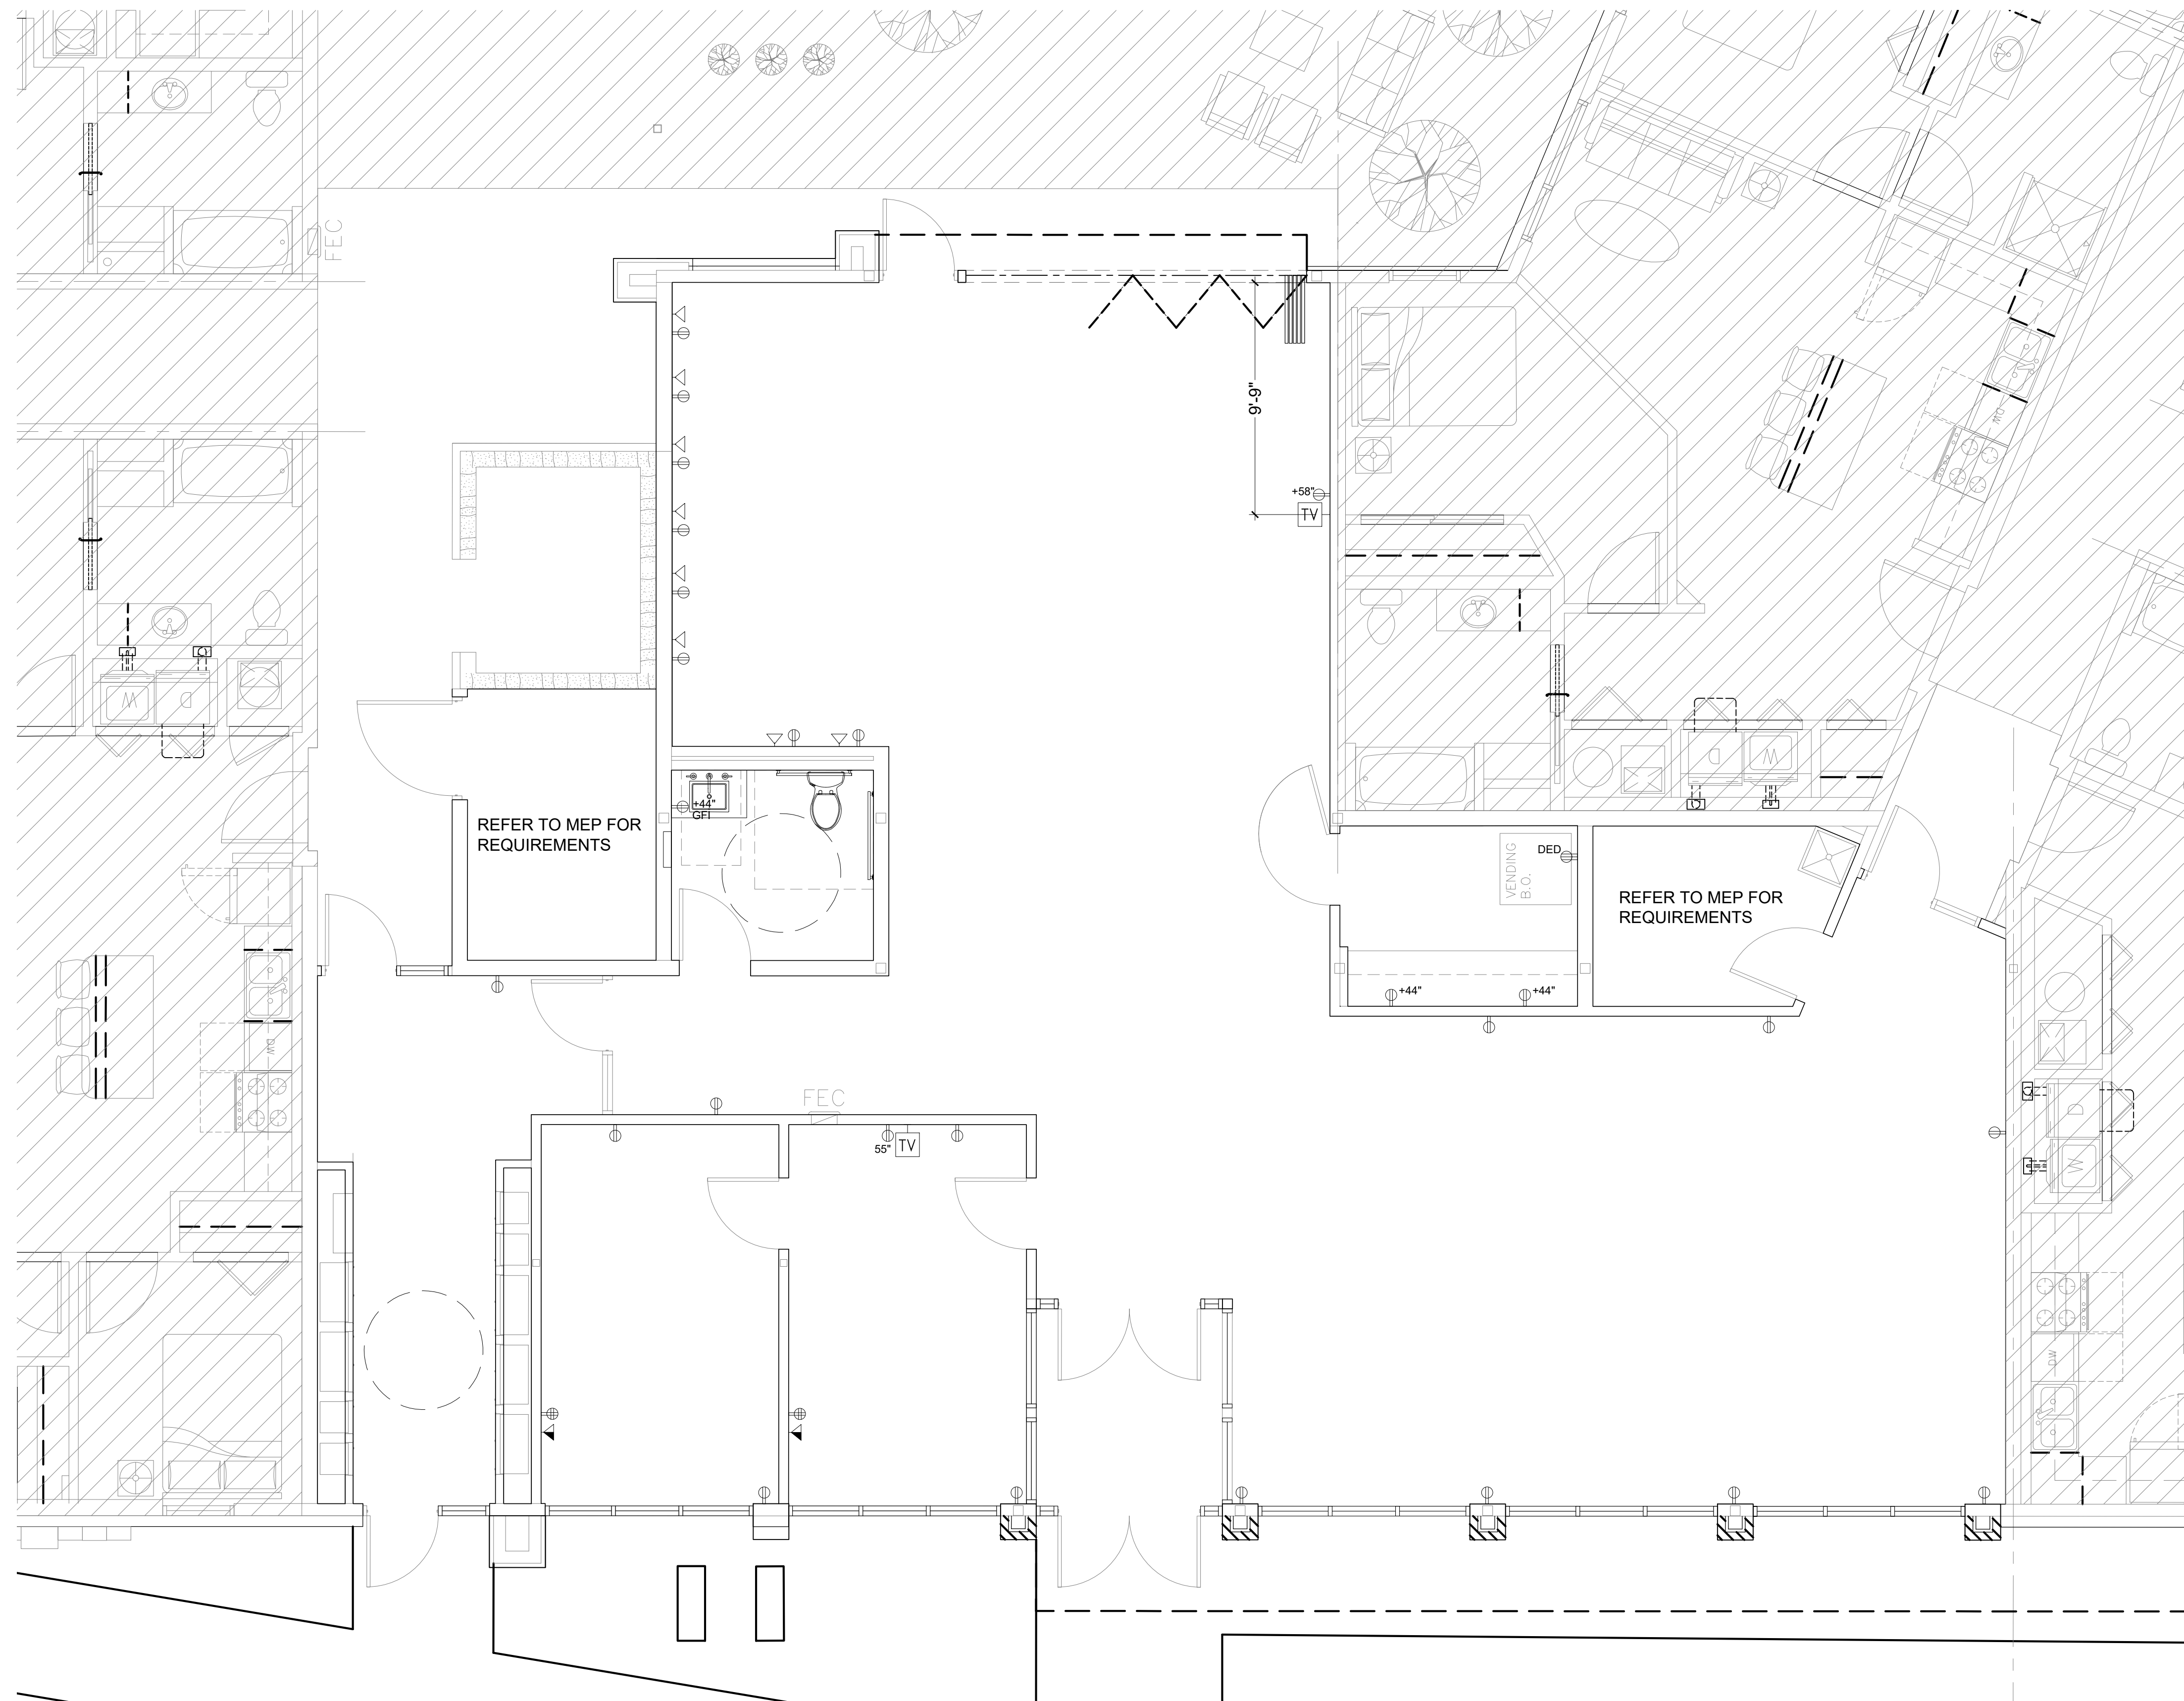 FEC
9'-9"
+58"
TV
DW
W
D
+44"
GFI
REFER TO MEP FOR
REQUIREMENTS
D
W
VENDING
B.O.
DED
REFER TO MEP FOR
REQUIREMENTS
+44"
+44"
DW
FEC
55"
TV
D
W
DW